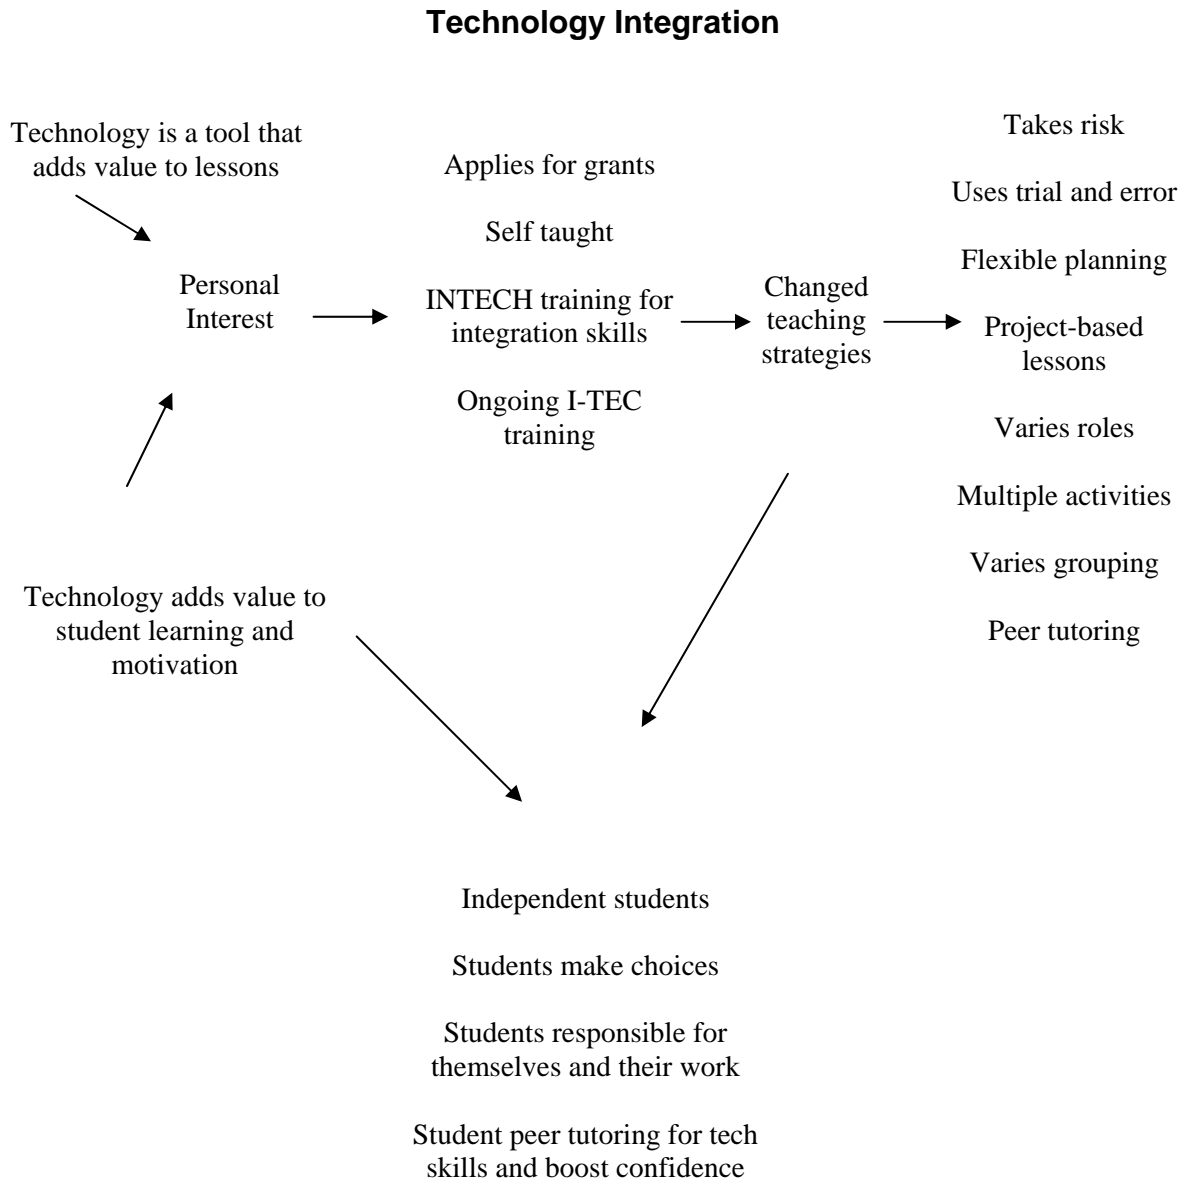 Technology Integration
Technology is a tool that
adds value to lessons
Personal
Interest
Technology adds value to
student learning and
motivation
Applies for grants
Self taught
INTECH training for
integration skills
Ongoing I-TEC
training
Changed
teaching
strategies
Takes risk
Uses trial and error
Flexible planning
Project-based
lessons
Varies roles
Multiple activities
Varies grouping
Peer tutoring
Independent students
Students make choices
Students responsible for
themselves and their work
Student peer tutoring for tech
skills and boost confidence